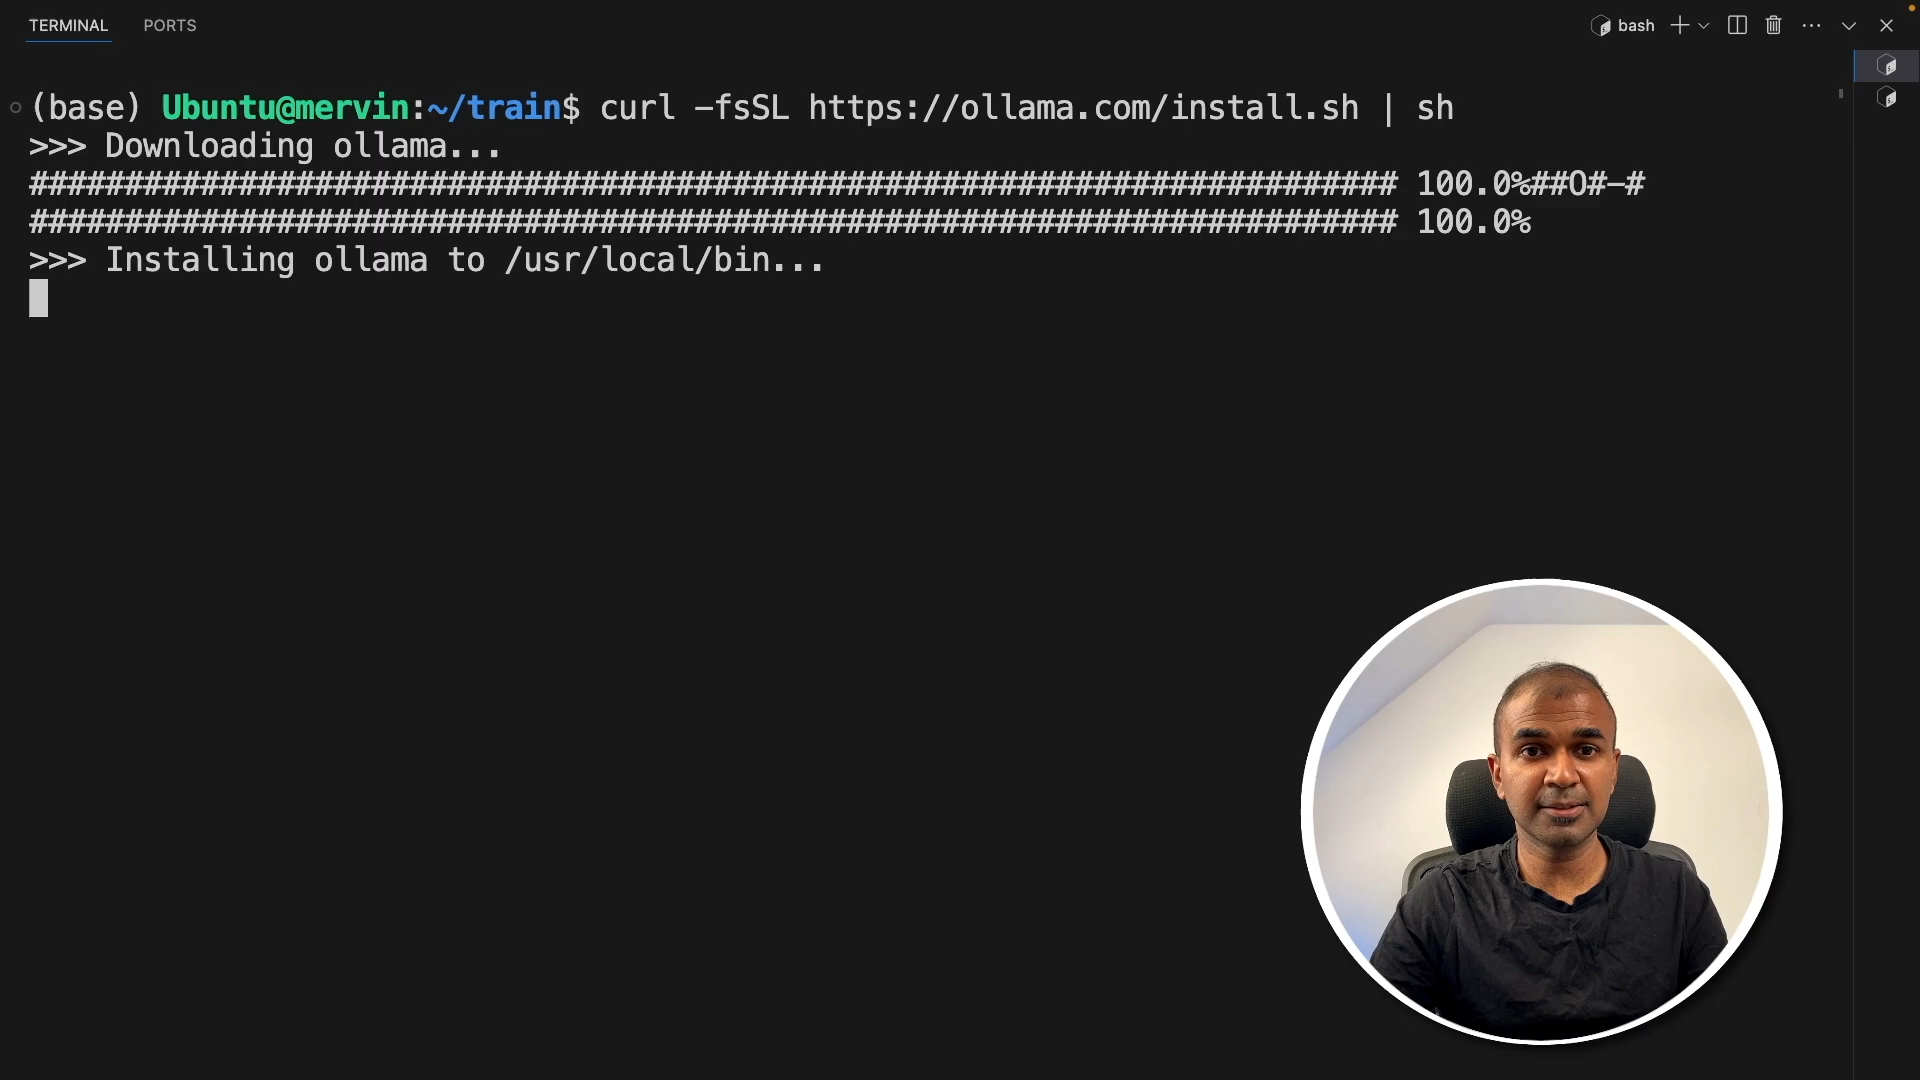 TERMINAL PORTS bash
(base) Ubuntu@mervin:~/train$ curl -fsSL https://ollama.com/install.sh | sh
>>> Downloading ollama...
######################################################################## 100.0%##O#-#
######################################################################## 100.0%
>>> Installing ollama to /usr/local/bin...